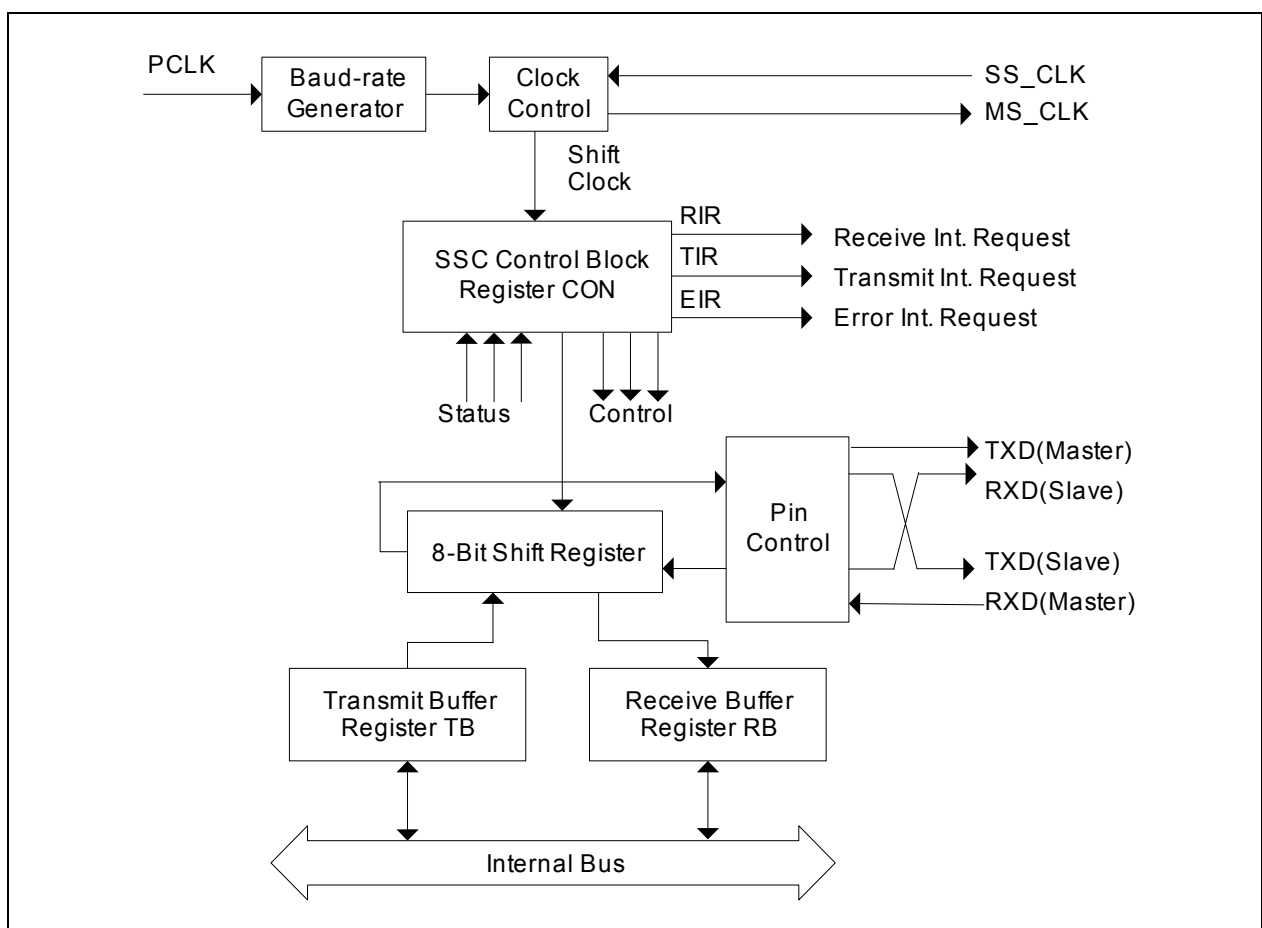 PCLK
Baud-rate
Generator
Clock
Control
SS_CLK
MS_CLK
Shift
Clock
SSC Control Block
Register CON
RIR
TIR
EIR
Receive Int. Request
Transmit Int. Request
Error Int. Request
Status
Control
8-Bit Shift Register
Pin
Control
TXD(Master)
RXD(Slave)
TXD(Slave)
RXD(Master)
Transmit Buffer
Register TB
Receive Buffer
Register RB
Internal Bus